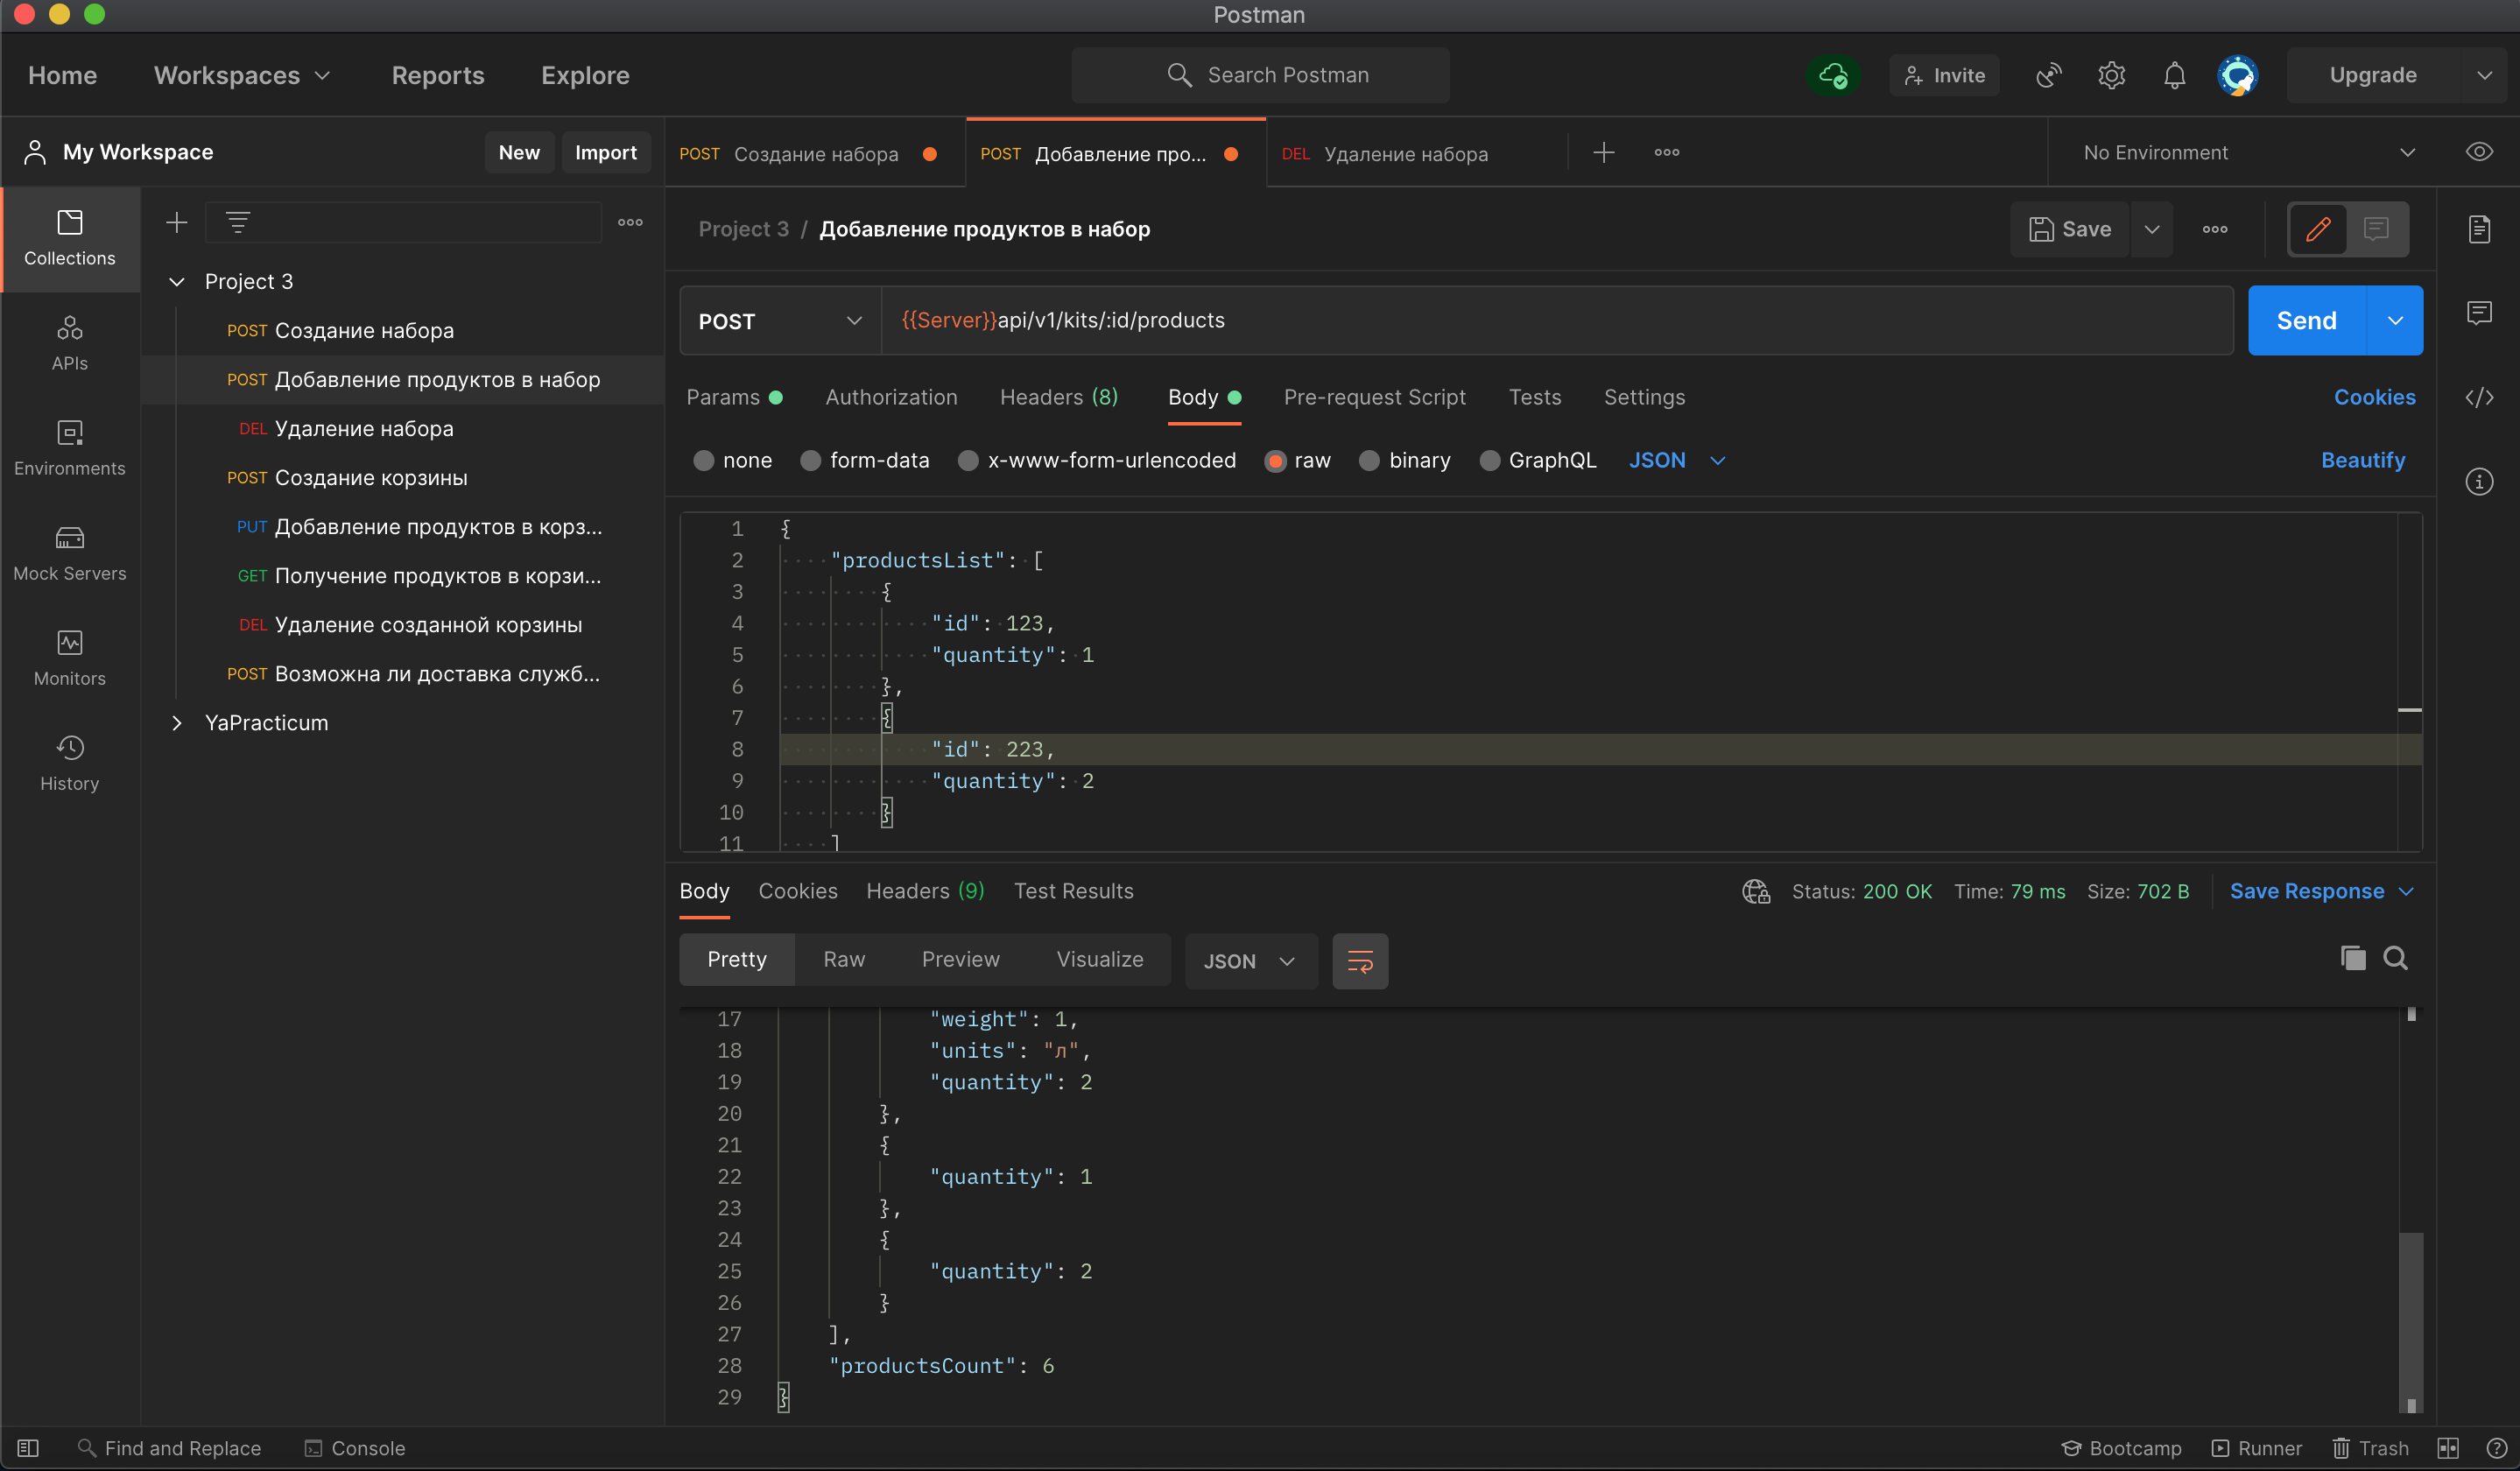 Postman
Home Workspaces Reports Explore Search Postman Invite Upgrade
My Workspace New Import
POST Создание набора POST Добавление про... DEL Удаление набора No Environment
Collections
APIs
Environments
Mock Servers
Monitors
History
Project 3
POST Создание набора
POST Добавление продуктов в набор
DEL Удаление набора
POST Создание корзины
PUT Добавление продуктов в корз...
GET Получение продуктов в корзи...
DEL Удаление созданной корзины
POST Возможна ли доставка служб...
YaPracticum
Project 3 / Добавление продуктов в набор Save
POST {{Server}}api/v1/kits/:id/products Send
Params Authorization Headers (8) Body Pre-request Script Tests Settings Cookies
none form-data x-www-form-urlencoded raw binary GraphQL JSON Beautify
1 {
2 "productsList": [
3 {
4 "id": 123,
5 "quantity": 1
6 },
7 {
8 "id": 223,
9 "quantity": 2
10 }
11 ]
Body Cookies Headers (9) Test Results Status: 200 OK Time: 79 ms Size: 702 B Save Response
Pretty Raw Preview Visualize JSON
17 "weight": 1,
18 "units": "л",
19 "quantity": 2
20 },
21 {
22 "quantity": 1
23 },
24 {
25 "quantity": 2
26 }
27 ],
28 "productsCount": 6
29 }
Find and Replace Console Bootcamp Runner Trash